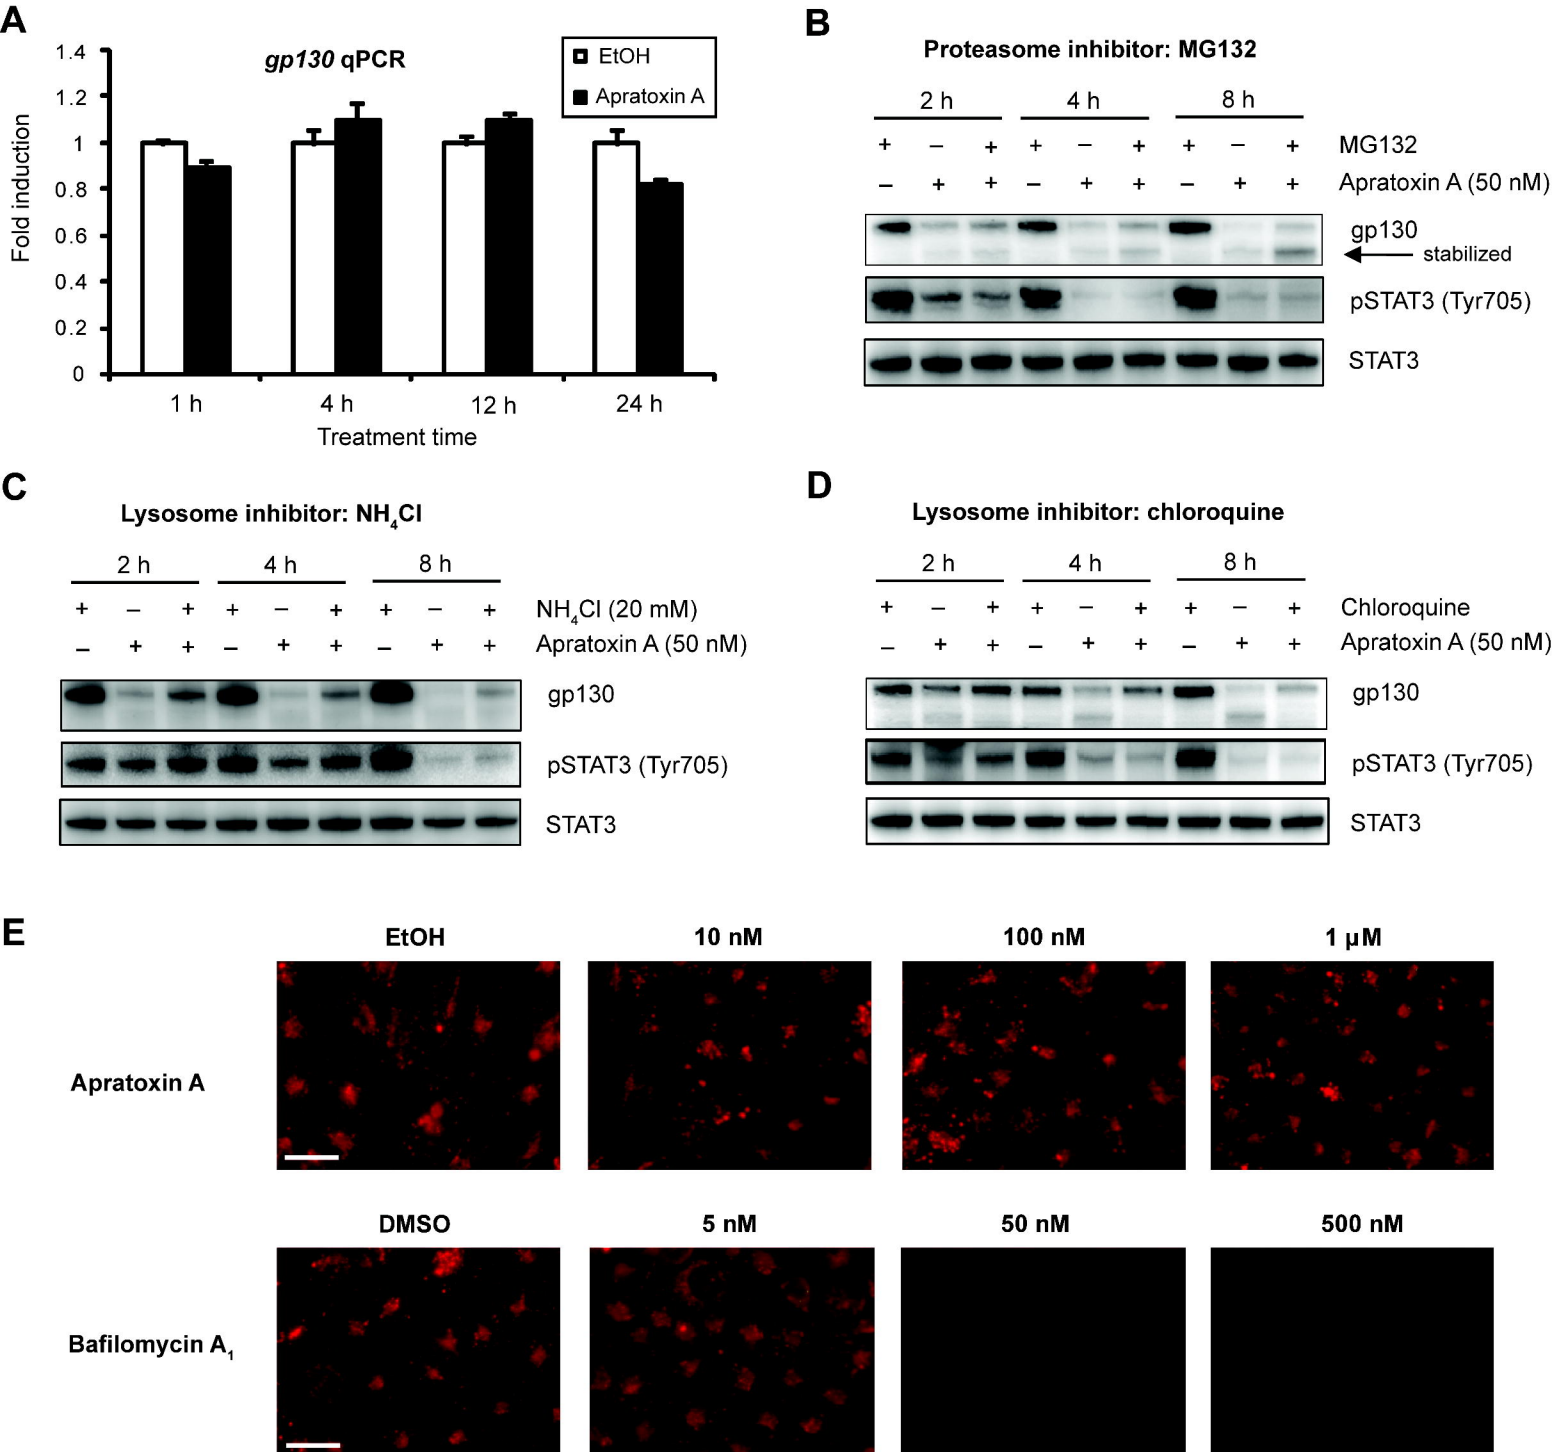 A
gp130 qPCR
EtOH
Apratoxin A
1.4
1.2
1
0.8
0.6
0.4
0.2
0
Fold induction
1 h 4 h 12 h 24 h
Treatment time
B
Proteasome inhibitor: MG132
2 h 4 h 8 h
+ – + + – + + – + MG132
– + + – + + – + + Apratoxin A (50 nM)
gp130
stabilized
pSTAT3 (Tyr705)
STAT3
C
Lysosome inhibitor: NH4Cl
2 h 4 h 8 h
+ – + + – + + – + NH4Cl (20 mM)
– + + – + + – + + Apratoxin A (50 nM)
gp130
pSTAT3 (Tyr705)
STAT3
D
Lysosome inhibitor: chloroquine
2 h 4 h 8 h
+ – + + – + + – + Chloroquine
– + + – + + – + + Apratoxin A (50 nM)
gp130
pSTAT3 (Tyr705)
STAT3
E
EtOH 10 nM 100 nM 1 µM
Apratoxin A
DMSO 5 nM 50 nM 500 nM
Bafilomycin A1